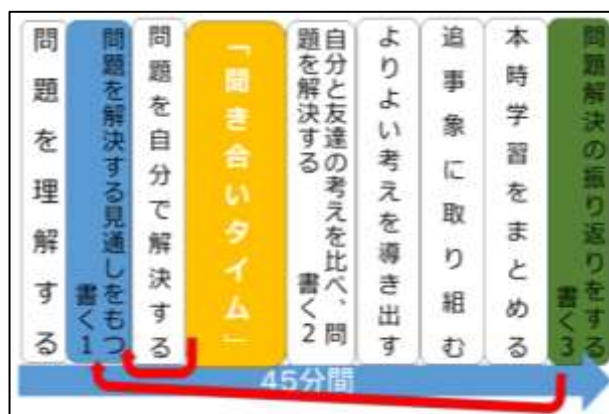 問題を理解する
問題を解決する見通しをもつ
書く1
問題を自分で解決する
「聞き合いタイム」
自分と友達の考えを比べ、問
題を解決する 書く2
よりよい考えを導き出す
追事象に取り組む
本時学習をまとめる
問題解決の振り返りをする
書く3
45分間